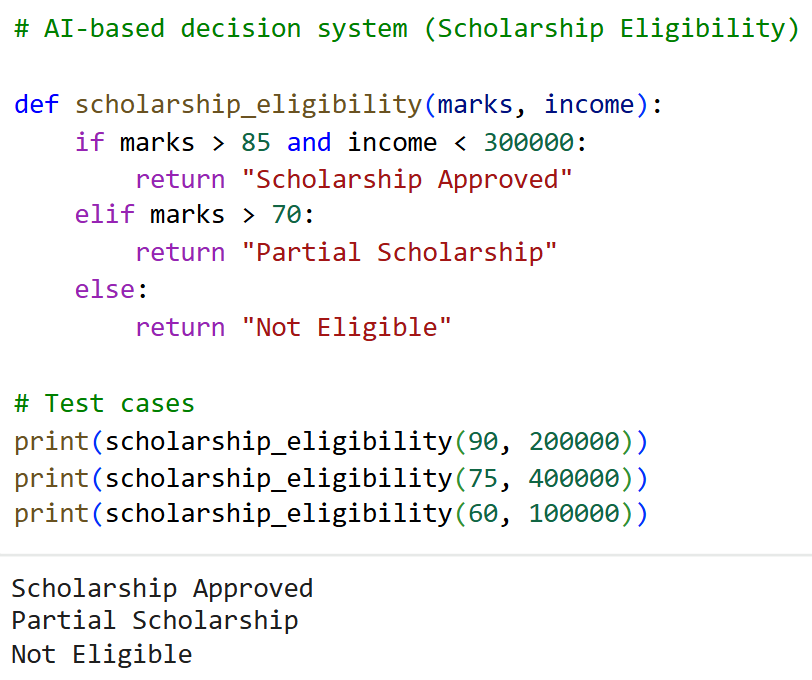 # AI-based decision system (Scholarship Eligibility)
def scholarship_eligibility(marks, income):
    if marks > 85 and income < 300000:
        return "Scholarship Approved"
    elif marks > 70:
        return "Partial Scholarship"
    else:
        return "Not Eligible"
# Test cases
print(scholarship_eligibility(90, 200000))
print(scholarship_eligibility(75, 400000))
print(scholarship_eligibility(60, 100000))
Scholarship Approved
Partial Scholarship
Not Eligible